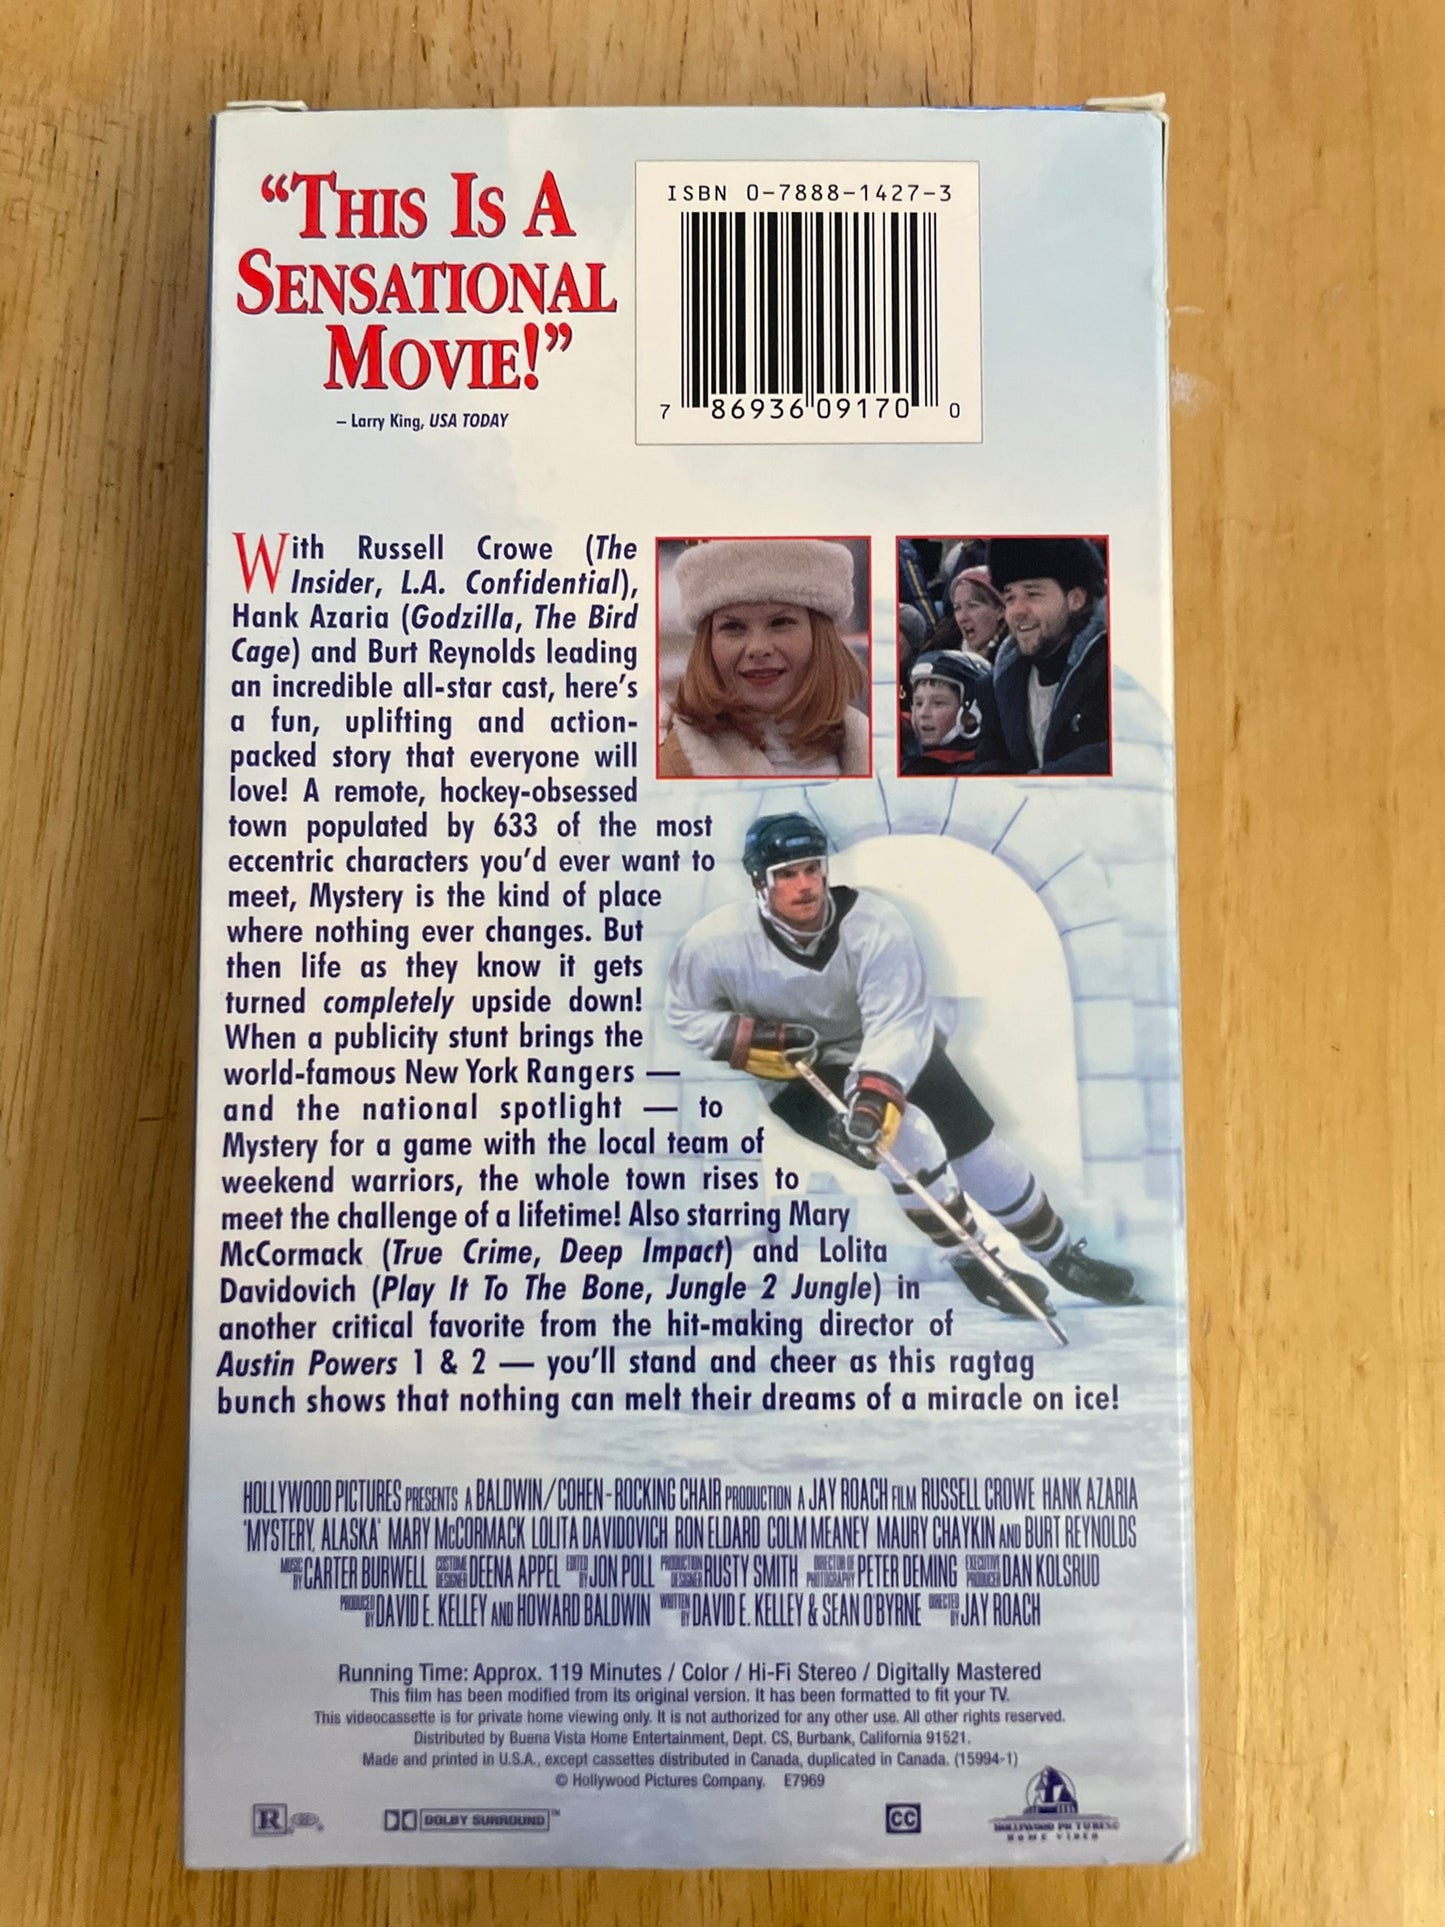 “THIS IS A
SENSATIONAL
MOVIE!”
– Larry King, USA TODAY
ISBN 0-7888-1427-3
7 86936 09170 0
With Russell Crowe (The
Insider, L.A. Confidential),
Hank Azaria (Godzilla, The Bird
Cage) and Burt Reynolds leading
an incredible all-star cast, here’s
a fun, uplifting and action-
packed story that everyone will
love! A remote, hockey-obsessed
town populated by 633 of the most
eccentric characters you’d ever want to
meet, Mystery is the kind of place
where nothing ever changes. But
then life as they know it gets
turned completely upside down!
When a publicity stunt brings the
world-famous New York Rangers —
and the national spotlight — to
Mystery for a game with the local team of
weekend warriors, the whole town rises to
meet the challenge of a lifetime! Also starring Mary
McCormack (True Crime, Deep Impact) and Lolita
Davidovich (Play It To The Bone, Jungle 2 Jungle) in
another critical favorite from the hit-making director of
Austin Powers 1 & 2 — you’ll stand and cheer as this ragtag
bunch shows that nothing can melt their dreams of a miracle on ice!
HOLLYWOOD PICTURES PRESENTS A BALDWIN/COHEN-ROCKING CHAIR PRODUCTION A JAY ROACH FILM RUSSELL CROWE HANK AZARIA
"MYSTERY, ALASKA" MARY McCORMACK LOLITA DAVIDOVICH RON ELDARD COLM MEANEY MAURY CHAYKIN AND BURT REYNOLDS
MUSIC BY CARTER BURWELL COSTUME DESIGNER DEENA APPEL EDITED BY JON POLL PRODUCTION DESIGNER RUSTY SMITH DIRECTOR OF PHOTOGRAPHY PETER DEMING EXECUTIVE PRODUCER DAN KOLSRUD
PRODUCED BY DAVID E. KELLEY AND HOWARD BALDWIN WRITTEN BY DAVID E. KELLEY & SEAN O'BYRNE DIRECTED BY JAY ROACH
Running Time: Approx. 119 Minutes / Color / Hi-Fi Stereo / Digitally Mastered
This film has been modified from its original version. It has been formatted to fit your TV.
This videocassette is for private home viewing only. It is not authorized for any other use. All other rights reserved.
Distributed by Buena Vista Home Entertainment, Dept. CS, Burbank, California 91521.
Made and printed in U.S.A., except cassettes distributed in Canada, duplicated in Canada. (15994-1)
© Hollywood Pictures Company. E7969
R
DOLBY SURROUND™
CC
HOLLYWOOD PICTURES
HOME VIDEO